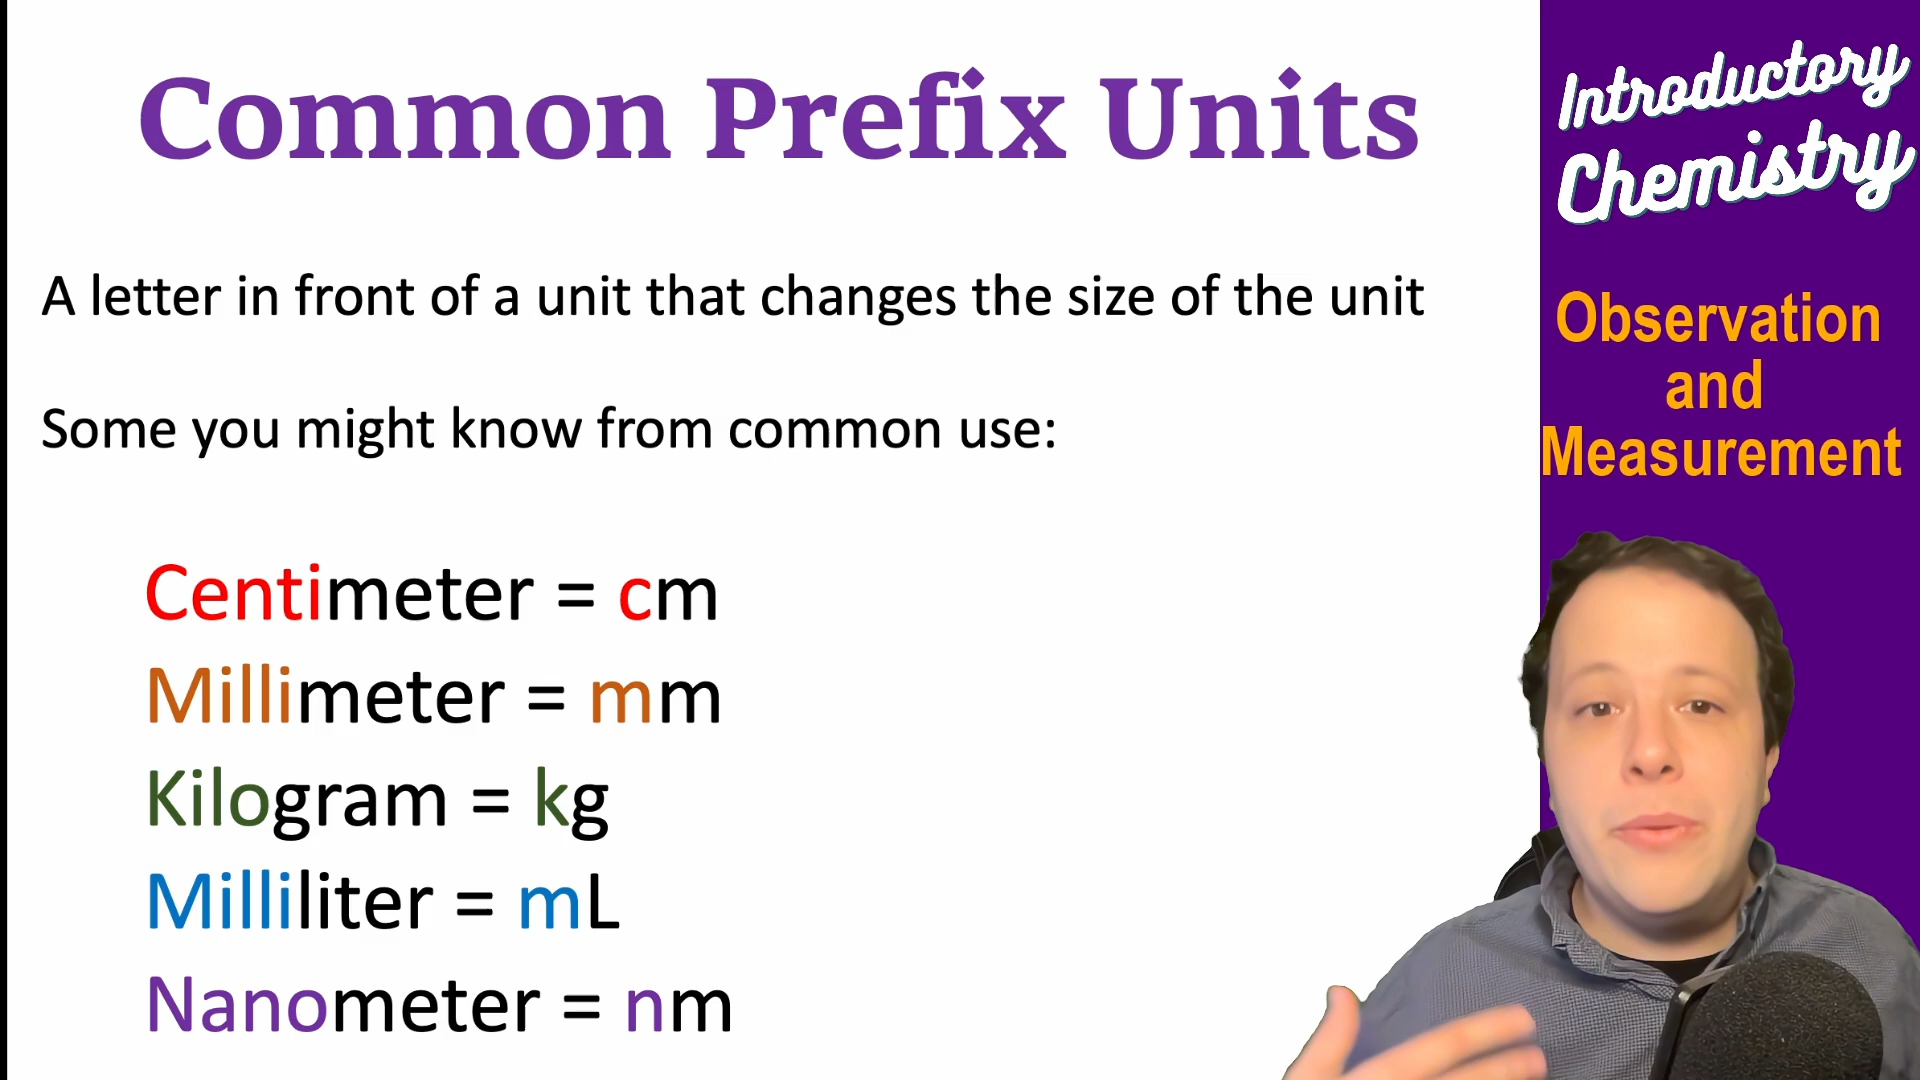 Common Prefix Units
A letter in front of a unit that changes the size of the unit
Some you might know from common use:
Centimeter = cm
Millimeter = mm
Kilogram = kg
Milliliter = mL
Nanometer = nm
Introductory
Chemistry
Observation
and
Measurement